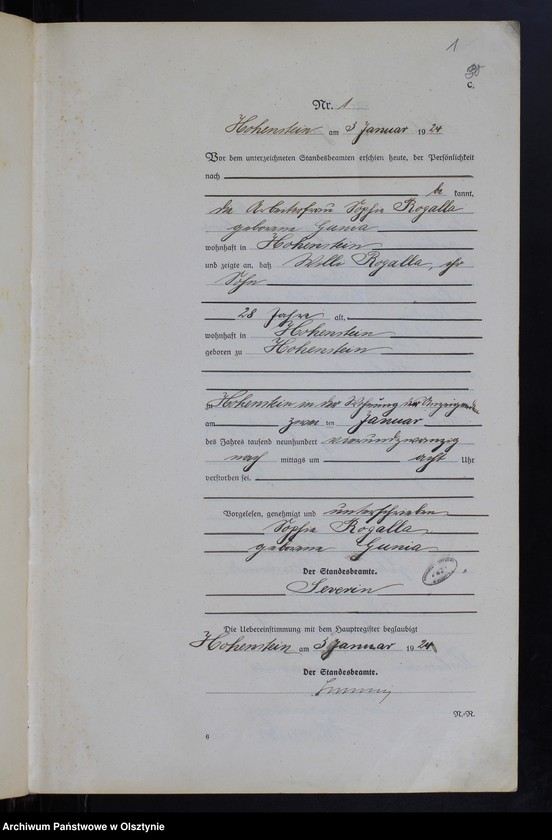 1
C.
Nr. 1
Hohenstein am 3 Januar 1924
Vor dem unterzeichneten Standesbeamten erschien heute, der Persönlichkeit
nach
be kannt,
die Arbeiterfrau Sophie Rogalla
geborene Gunia
wohnhaft in Hohenstein
und zeigte an, daß Willi Rogalla, ihr
Sohn
28 Jahre alt,
wohnhaft in Hohenstein
geboren zu Hohenstein
zu Hohenstein in der Wohnung der Anzeigenden
am zwei ten Januar
des Jahres tausend neunhundert vierundzwanzig
nach mittags um acht Uhr
verstorben sei.
Vorgelesen, genehmigt und unterschrieben
Sophie Rogalla
geborene Gunia
Der Standesbeamte.
Severin
Die Uebereinstimmung mit dem Hauptregister beglaubigt
Hohenstein am 3 Januar 1924
Der Standesbeamte.
N.-R.
6
Archiwum Państwowe w Olsztynie